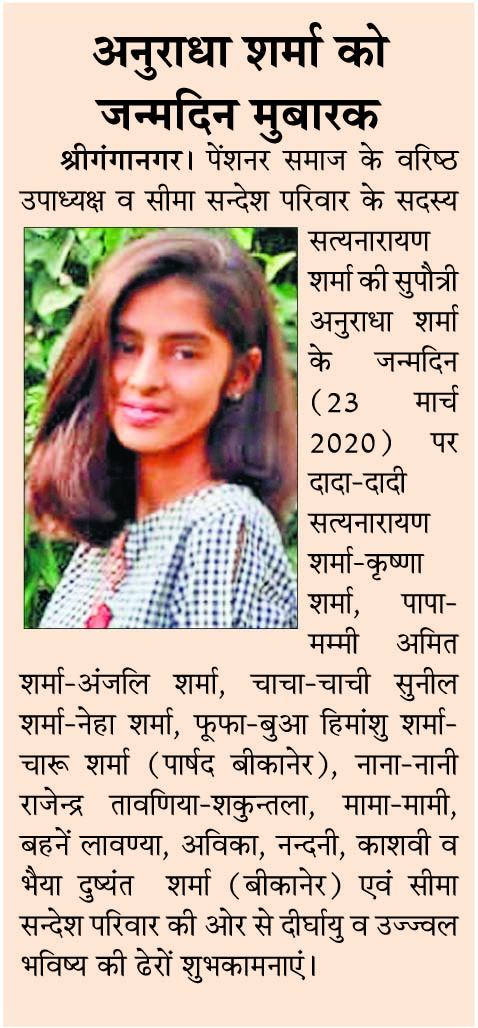 अनुराधा शर्मा को
जन्मदिन मुबारक
श्रीगंगानगर। पेंशनर समाज के वरिष्ठ
उपाध्यक्ष व सीमा सन्देश परिवार के सदस्य
सत्यनारायण
शर्मा की सुपौत्री
अनुराधा शर्मा
के जन्मदिन
(23 मार्च
2020) पर
दादा-दादी
सत्यनारायण
शर्मा-कृष्णा
शर्मा, पापा-
मम्मी अमित
शर्मा-अंजलि शर्मा, चाचा-चाची सुनील
शर्मा-नेहा शर्मा, फूफा-बुआ हिमांशु शर्मा-
चारू शर्मा (पार्षद बीकानेर), नाना-नानी
राजेन्द्र तावणिया-शकुन्तला, मामा-मामी,
बहनें लावण्या, अविका, नन्दनी, काशवी व
भैया दुष्यंत शर्मा (बीकानेर) एवं सीमा
सन्देश परिवार की ओर से दीर्घायु व उज्ज्वल
भविष्य की ढेरों शुभकामनाएं।